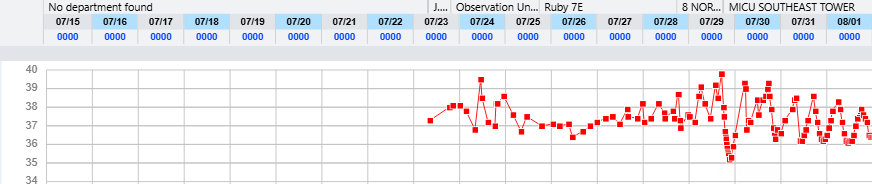 No department found J... Observation Un... Ruby 7E 8 NOR... MICU SOUTHEAST TOWER
07/15 07/16 07/17 07/18 07/19 07/20 07/21 07/22 07/23 07/24 07/25 07/26 07/27 07/28 07/29 07/30 07/31 08/01
0000 0000 0000 0000 0000 0000 0000 0000 0000 0000 0000 0000 0000 0000 0000 0000 0000 0000
40
39
38
37
36
35
34